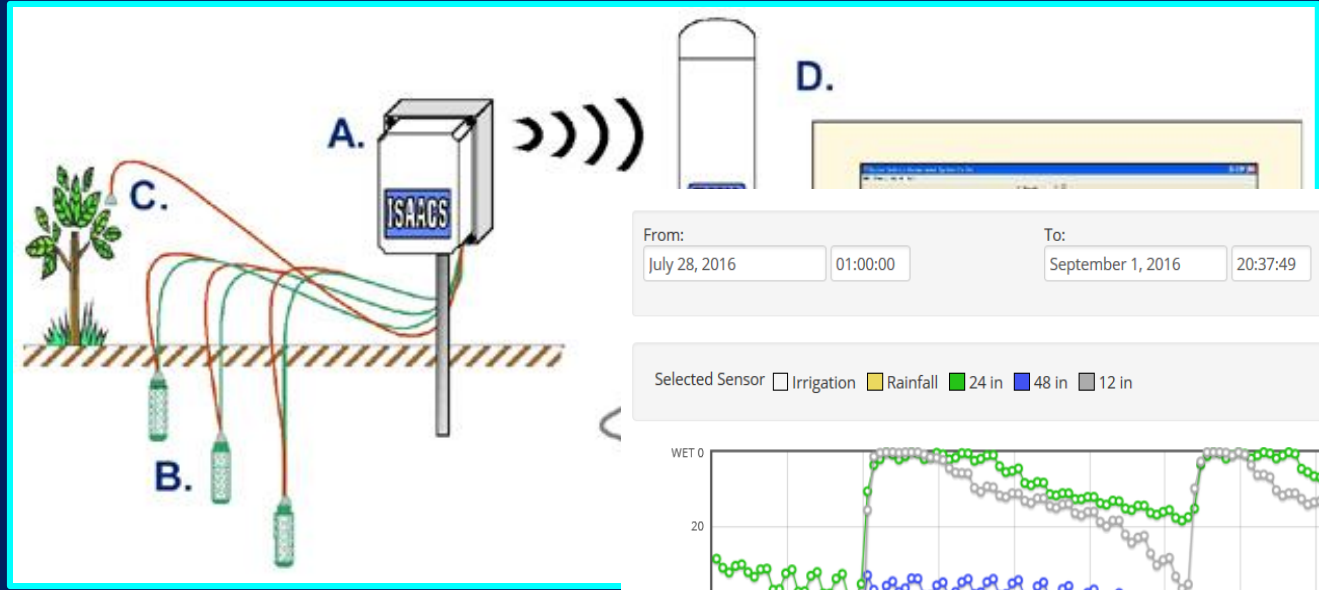 D.
A.
ISAACS
C.
B.
From:
To:
July 28, 2016 01:00:00
September 1, 2016 20:37:49
Selected Sensor Irrigation Rainfall 24 in 48 in 12 in
WET 0
20